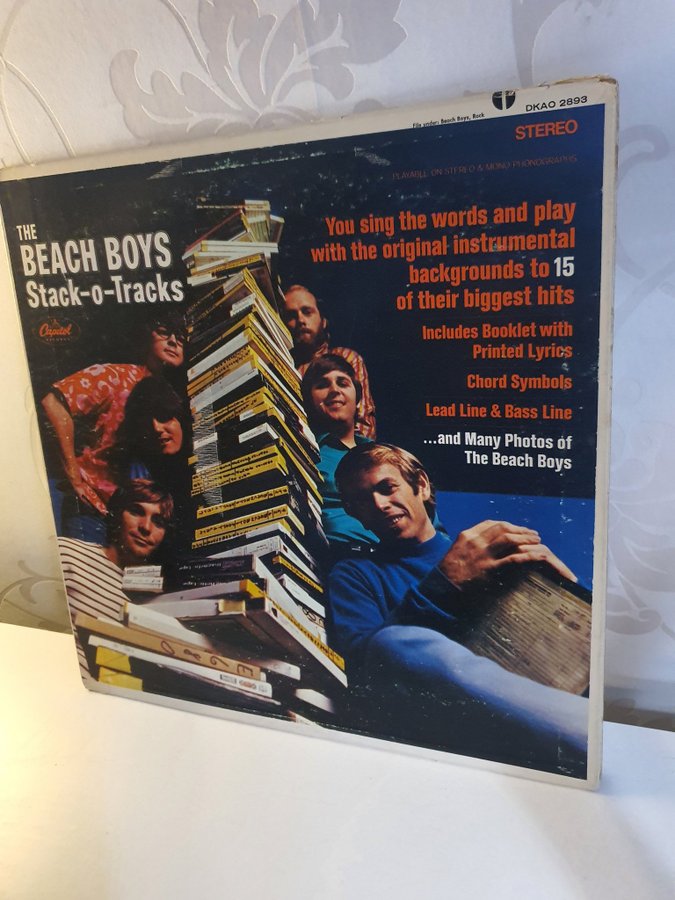 File under: Beach Boys, Rock
DKAO 2893
STEREO
PLAYABLE ON STEREO & MONO PHONOGRAPHS
THE
BEACH BOYS
Stack-o-Tracks
Capitol
RECORDS
You sing the words and play
with the original instrumental
backgrounds to 15
of their biggest hits
Includes Booklet with
Printed Lyrics
Chord Symbols
Lead Line & Bass Line
...and Many Photos of
The Beach Boys